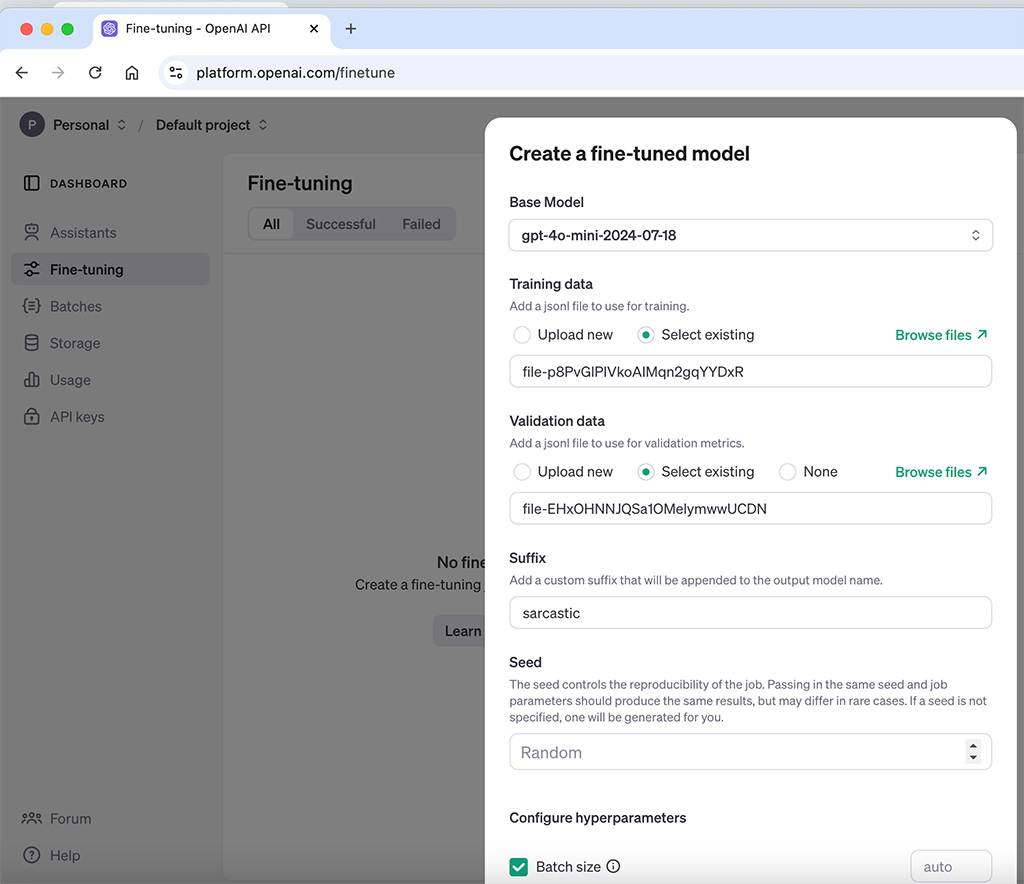 Fine-tuning - OpenAI API
platform.openai.com/finetune
P Personal / Default project
DASHBOARD
Assistants
Fine-tuning
Batches
Storage
Usage
API keys
Forum
Help
Fine-tuning
All Successful Failed
No fine
Create a fine-tuning
Learn
Create a fine-tuned model
Base Model
gpt-4o-mini-2024-07-18
Training data
Add a jsonl file to use for training.
Upload new Select existing Browse files
file-p8PvGlPIVkoAIMqn2gqYYDxR
Validation data
Add a jsonl file to use for validation metrics.
Upload new Select existing None Browse files
file-EHxOHNNJQSa1OMelymwwUCDN
Suffix
Add a custom suffix that will be appended to the output model name.
sarcastic
Seed
The seed controls the reproducibility of the job. Passing in the same seed and job
parameters should produce the same results, but may differ in rare cases. If a seed is not
specified, one will be generated for you.
Random
Configure hyperparameters
Batch size auto